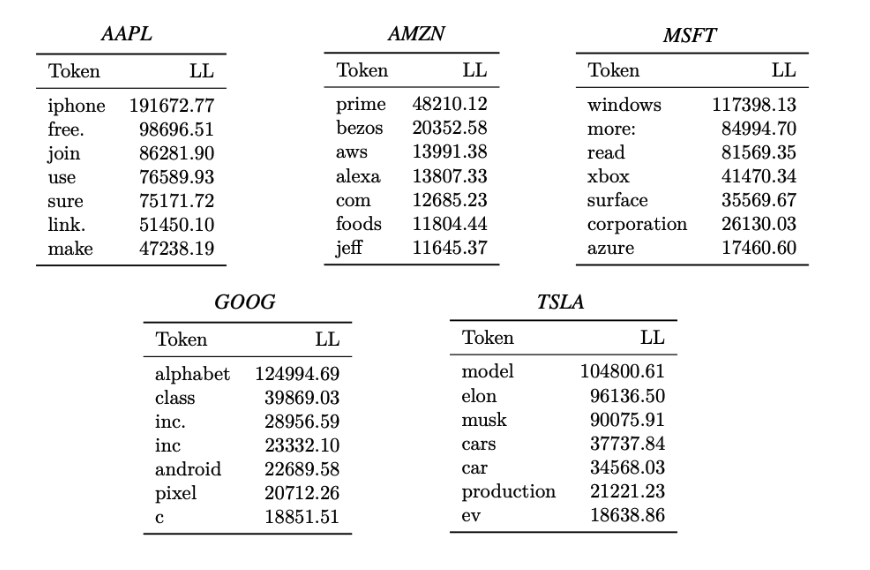 AAPL
Token LL
iphone 191672.77
free. 98696.51
join 86281.90
use 76589.93
sure 75171.72
link. 51450.10
make 47238.19
AMZN
Token LL
prime 48210.12
bezos 20352.58
aws 13991.38
alexa 13807.33
com 12685.23
foods 11804.44
jeff 11645.37
MSFT
Token LL
windows 117398.13
more: 84994.70
read 81569.35
xbox 41470.34
surface 35569.67
corporation 26130.03
azure 17460.60
GOOG
Token LL
alphabet 124994.69
class 39869.03
inc. 28956.59
inc 23332.10
android 22689.58
pixel 20712.26
c 18851.51
TSLA
Token LL
model 104800.61
elon 96136.50
musk 90075.91
cars 37737.84
car 34568.03
production 21221.23
ev 18638.86